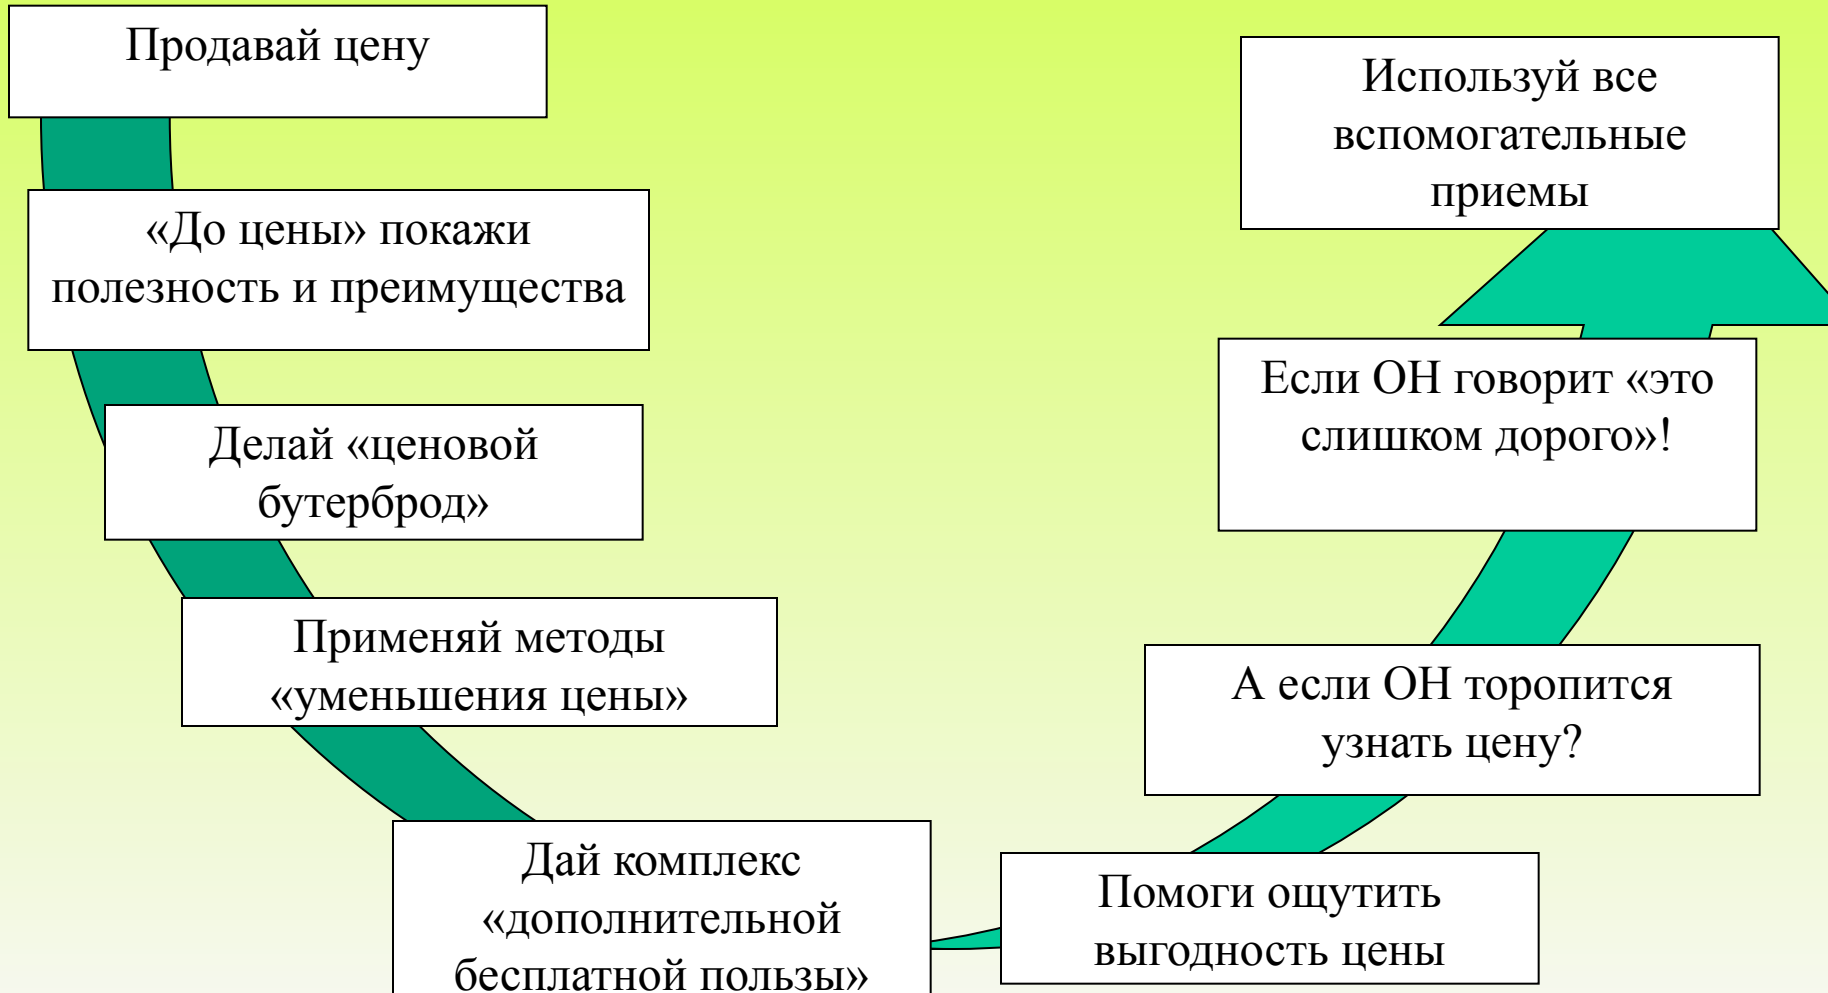 Продавай цену
«До цены» покажи
полезность и преимущества
Делай «ценовой
бутерброд»
Применяй методы
«уменьшения цены»
Дай комплекс
«дополнительной
бесплатной пользы»
Помоги ощутить
выгодность цены
А если ОН торопится
узнать цену?
Если ОН говорит «это
слишком дорого»!
Используй все
вспомогательные
приемы